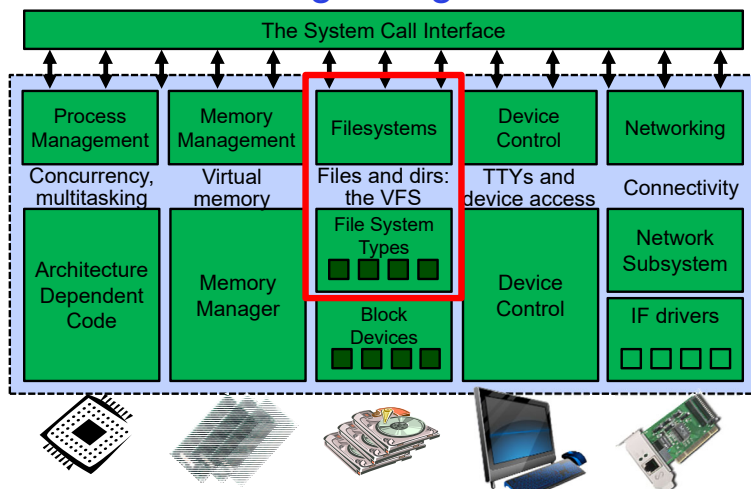 The System Call Interface
Process
Management
Memory
Management
Filesystems
Device
Control
Networking
Concurrency,
multitasking
Virtual
memory
Files and dirs:
the VFS
TTYs and
device access
Connectivity
Architecture
Dependent
Code
Memory
Manager
File System
Types
Block
Devices
Device
Control
Network
Subsystem
IF drivers